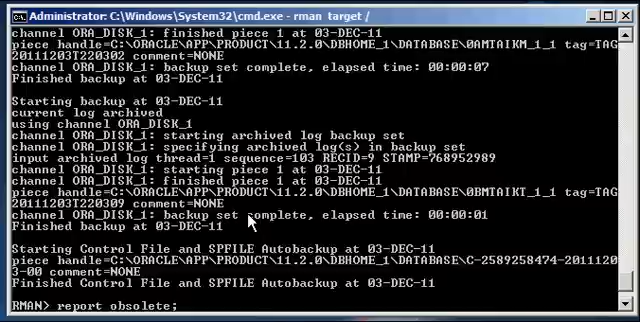 Administrator: C:\Windows\System32\cmd.exe - rman target /
channel ORA_DISK_1: finished piece 1 at 03-DEC-11
piece handle=C:\ORACLE\APP\PRODUCT\11.2.0\DBHOME_1\DATABASE\0AMTAIKM_1_1 tag=TAG
20111203T220302 comment=NONE
channel ORA_DISK_1: backup set complete, elapsed time: 00:00:07
Finished backup at 03-DEC-11
Starting backup at 03-DEC-11
current log archived
using channel ORA_DISK_1
channel ORA_DISK_1: starting archived log backup set
channel ORA_DISK_1: specifying archived log(s) in backup set
input archived log thread=1 sequence=103 RECID=9 STAMP=768952989
channel ORA_DISK_1: starting piece 1 at 03-DEC-11
channel ORA_DISK_1: finished piece 1 at 03-DEC-11
piece handle=C:\ORACLE\APP\PRODUCT\11.2.0\DBHOME_1\DATABASE\0BMTAIKT_1_1 tag=TAG
20111203T220309 comment=NONE
channel ORA_DISK_1: backup set complete, elapsed time: 00:00:01
Finished backup at 03-DEC-11
Starting Control File and SPFILE Autobackup at 03-DEC-11
piece handle=C:\ORACLE\APP\PRODUCT\11.2.0\DBHOME_1\DATABASE\C-2589258474-2011120
3-00 comment=NONE
Finished Control File and SPFILE Autobackup at 03-DEC-11
RMAN> report obsolete;